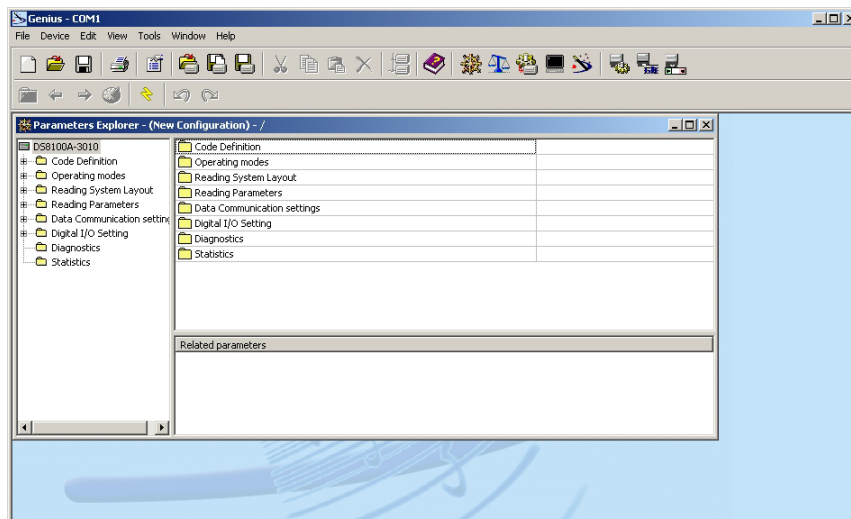 Genius - COM1
File Device Edit View Tools Window Help
Parameters Explorer - (New Configuration) - /
DS8100A-3010
Code Definition
Operating modes
Reading System Layout
Reading Parameters
Data Communication setting
Digital I/O Setting
Diagnostics
Statistics
Code Definition
Operating modes
Reading System Layout
Reading Parameters
Data Communication settings
Digital I/O Setting
Diagnostics
Statistics
Related parameters